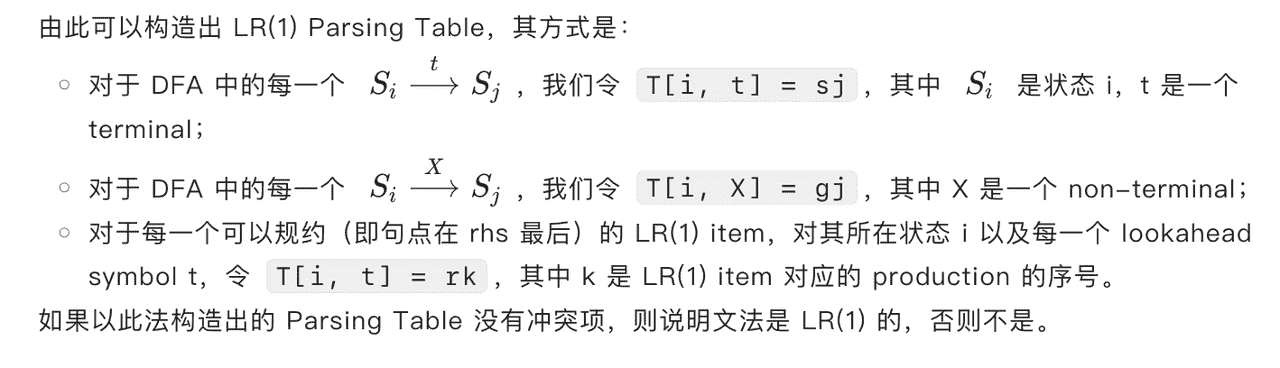 由此可以构造出 LR(1) Parsing Table，其方式是：
○ 对于 DFA 中的每一个 Sᵢ —t→ Sⱼ ，我们令 T[i, t] = sj ，其中 Sᵢ 是状态 i，t 是一个
terminal；
○ 对于 DFA 中的每一个 Sᵢ —X→ Sⱼ ，我们令 T[i, X] = gj ，其中 X 是一个 non-terminal；
○ 对于每一个可以规约（即句点在 rhs 最后）的 LR(1) item，对其所在状态 i 以及每一个 lookahead
symbol t，令 T[i, t] = rk ，其中 k 是 LR(1) item 对应的 production 的序号。
如果以此法构造出的 Parsing Table 没有冲突项，则说明文法是 LR(1) 的，否则不是。